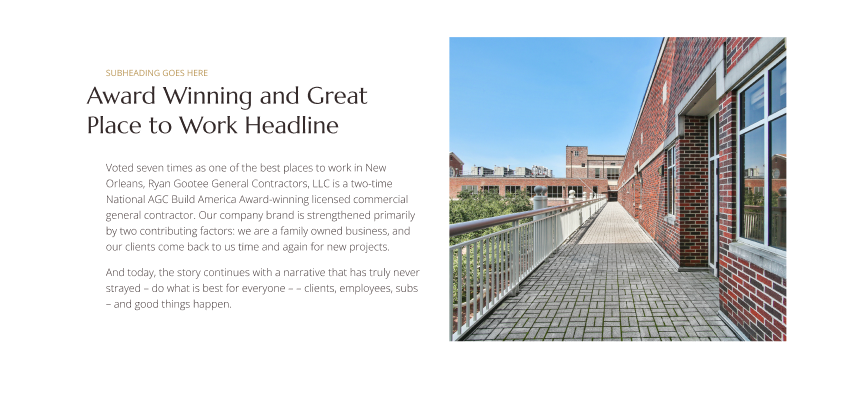 SUBHEADING GOES HERE
Award Winning and Great
Place to Work Headline
Voted seven times as one of the best places to work in New
Orleans, Ryan Gootee General Contractors, LLC is a two-time
National AGC Build America Award-winning licensed commercial
general contractor. Our company brand is strengthened primarily
by two contributing factors: we are a family owned business, and
our clients come back to us time and again for new projects.
And today, the story continues with a narrative that has truly never
strayed – do what is best for everyone – – clients, employees, subs
– and good things happen.